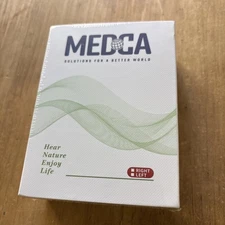 MEDCA
SOLUTIONS FOR A BETTER WORLD
Hear
Nature
Enjoy
Life
RIGHT
LEFT